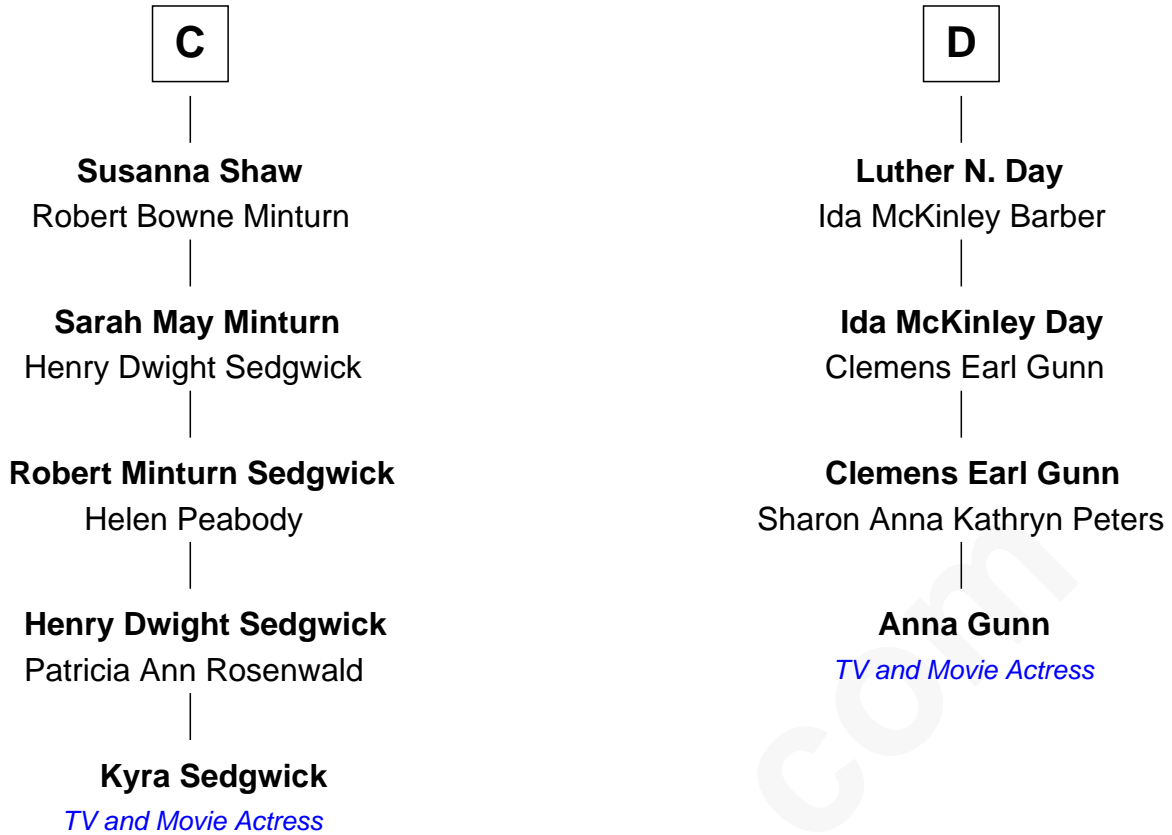 C
Susanna Shaw
Robert Bowne Minturn
Sarah May Minturn
Henry Dwight Sedgwick
Robert Minturn Sedgwick
Helen Peabody
Henry Dwight Sedgwick
Patricia Ann Rosenwald
Kyra Sedgwick
TV and Movie Actress
D
Luther N. Day
Ida McKinley Barber
Ida McKinley Day
Clemens Earl Gunn
Clemens Earl Gunn
Sharon Anna Kathryn Peters
Anna Gunn
TV and Movie Actress
com